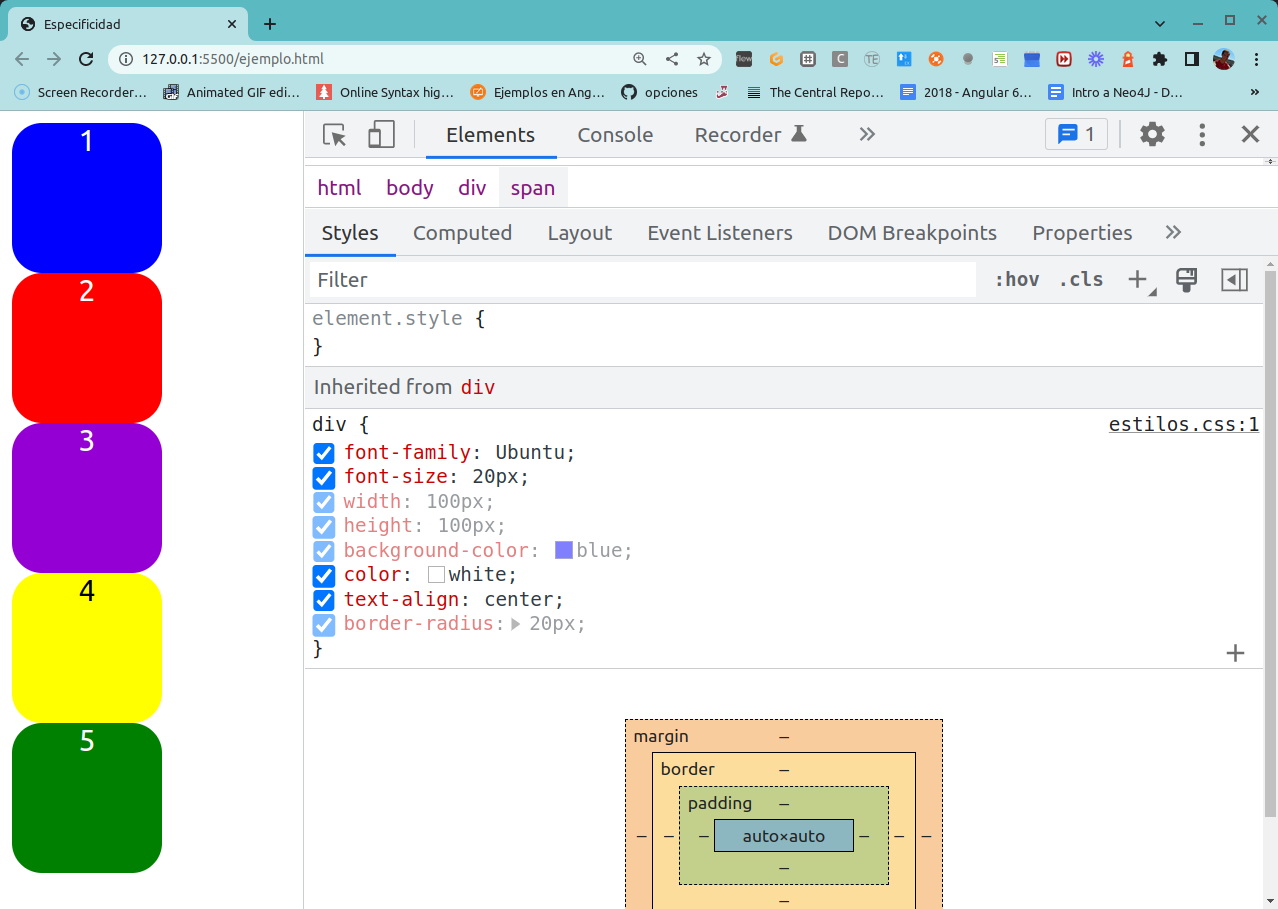 Especificidad
127.0.0.1:5500/ejemplo.html
Screen Recorder... Animated GIF edi... Online Syntax hig... Ejemplos en Ang... opciones The Central Repo... 2018 - Angular 6... Intro a Neo4J - D... »
1
2
3
4
5
Elements Console Recorder » 1
html body div span
Styles Computed Layout Event Listeners DOM Breakpoints Properties »
Filter :hov .cls +
element.style {
}
Inherited from div
div { estilos.css:1
font-family: Ubuntu;
font-size: 20px;
width: 100px;
height: 100px;
background-color: blue;
color: white;
text-align: center;
border-radius: 20px;
}
margin –
border –
padding –
– – – auto×auto – – –
–
–